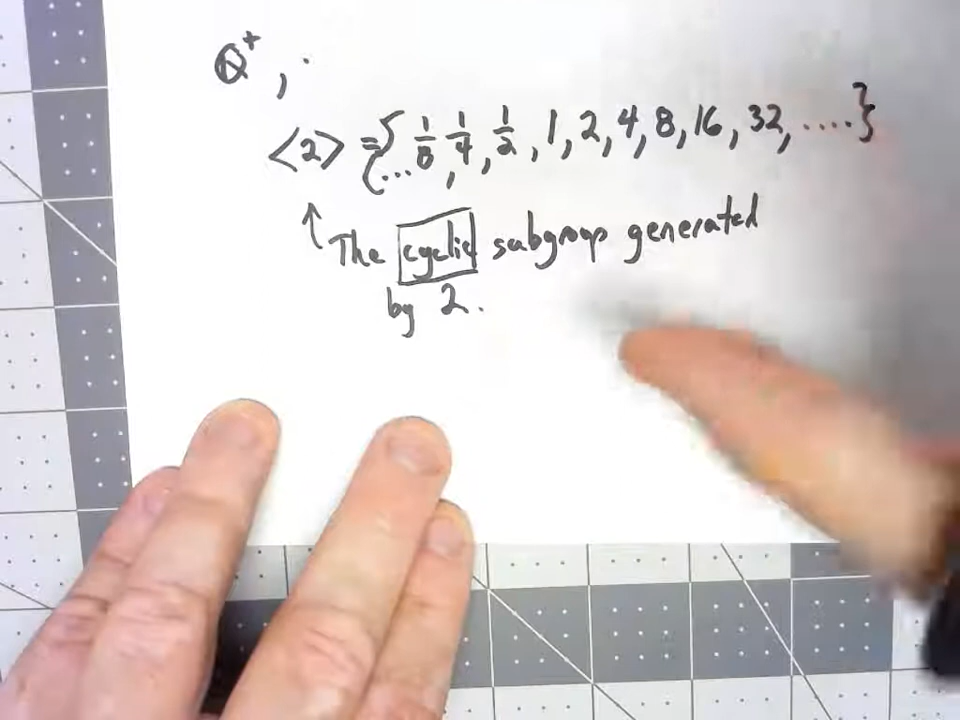 ℚ⁺, ·
<2> = {... 1/8, 1/4, 1/2, 1, 2, 4, 8, 16, 32, ....}
↑ The cyclic subgroup generated
by 2.